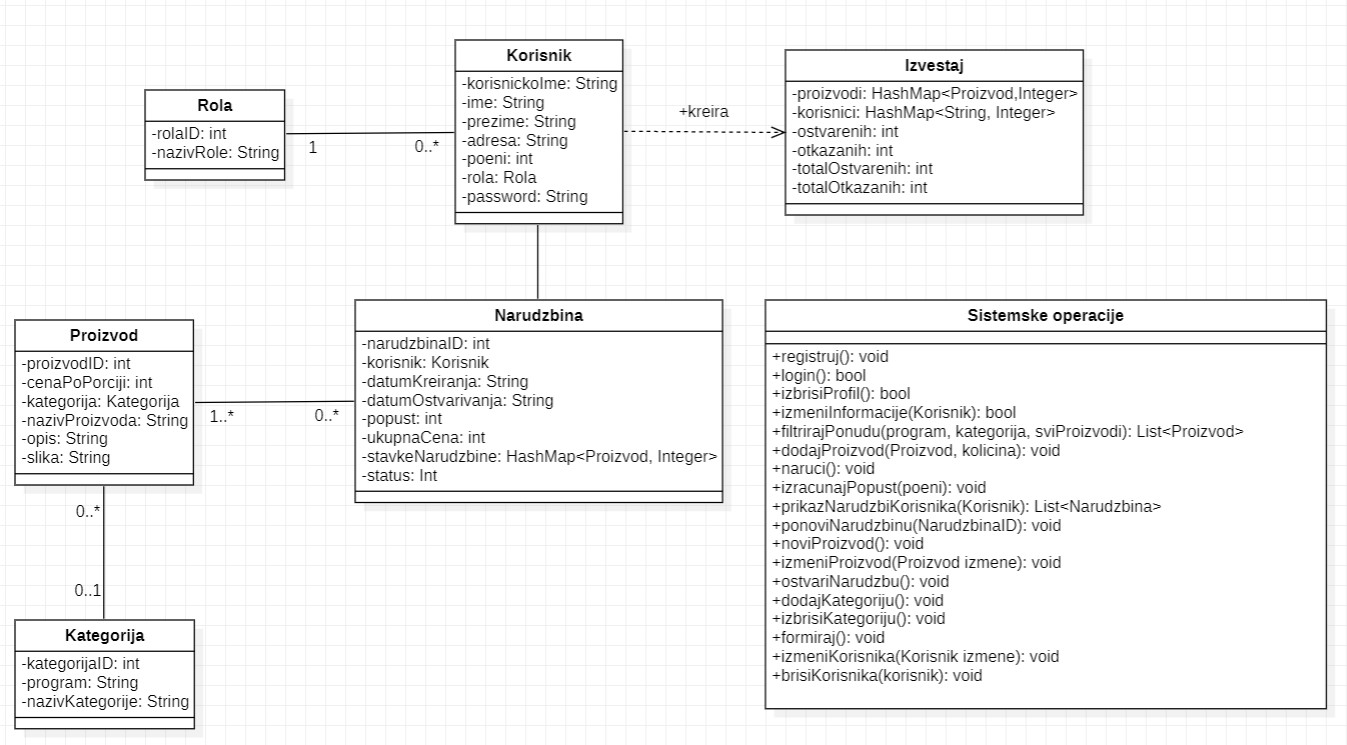 Rola
-rolaID: int
-nazivRole: String
1
0..*
Korisnik
-korisnickoIme: String
-ime: String
-prezime: String
-adresa: String
-poeni: int
-rola: Rola
-password: String
+kreira
Izvestaj
-proizvodi: HashMap<Proizvod,Integer>
-korisnici: HashMap<String, Integer>
-ostvarenih: int
-otkazanih: int
-totalOstvarenih: int
-totalOtkazanih: int
Proizvod
-proizvodID: int
-cenaPoPorciji: int
-kategorija: Kategorija
-nazivProizvoda: String
-opis: String
-slika: String
1..*
0..*
Narudzbina
-narudzbinaID: int
-korisnik: Korisnik
-datumKreiranja: String
-datumOstvarivanja: String
-popust: int
-ukupnaCena: int
-stavkeNarudzbine: HashMap<Proizvod, Integer>
-status: Int
0..*
0..1
Kategorija
-kategorijaID: int
-program: String
-nazivKategorije: String
Sistemske operacije
+registruj(): void
+login(): bool
+izbrisiProfil(): bool
+izmeniInformacije(Korisnik): bool
+filtrirajPonudu(program, kategorija, sviProizvodi): List<Proizvod>
+dodajProizvod(Proizvod, kolicina): void
+naruci(): void
+izracunajPopust(poeni): void
+prikazNarudzbiKorisnika(Korisnik): List<Narudzbina>
+ponoviNarudzbinu(NarudzbinaID): void
+noviProizvod(): void
+izmeniProizvod(Proizvod izmene): void
+ostvariNarudzbu(): void
+dodajKategoriju(): void
+izbrisiKategoriju(): void
+formiraj(): void
+izmeniKorisnika(Korisnik izmene): void
+brisiKorisnika(korisnik): void